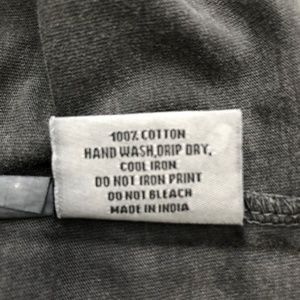 100% COTTON
HAND WASH,DRIP DRY,
COOL IRON
DO NOT IRON PRINT
DO NOT BLEACH
MADE IN INDIA